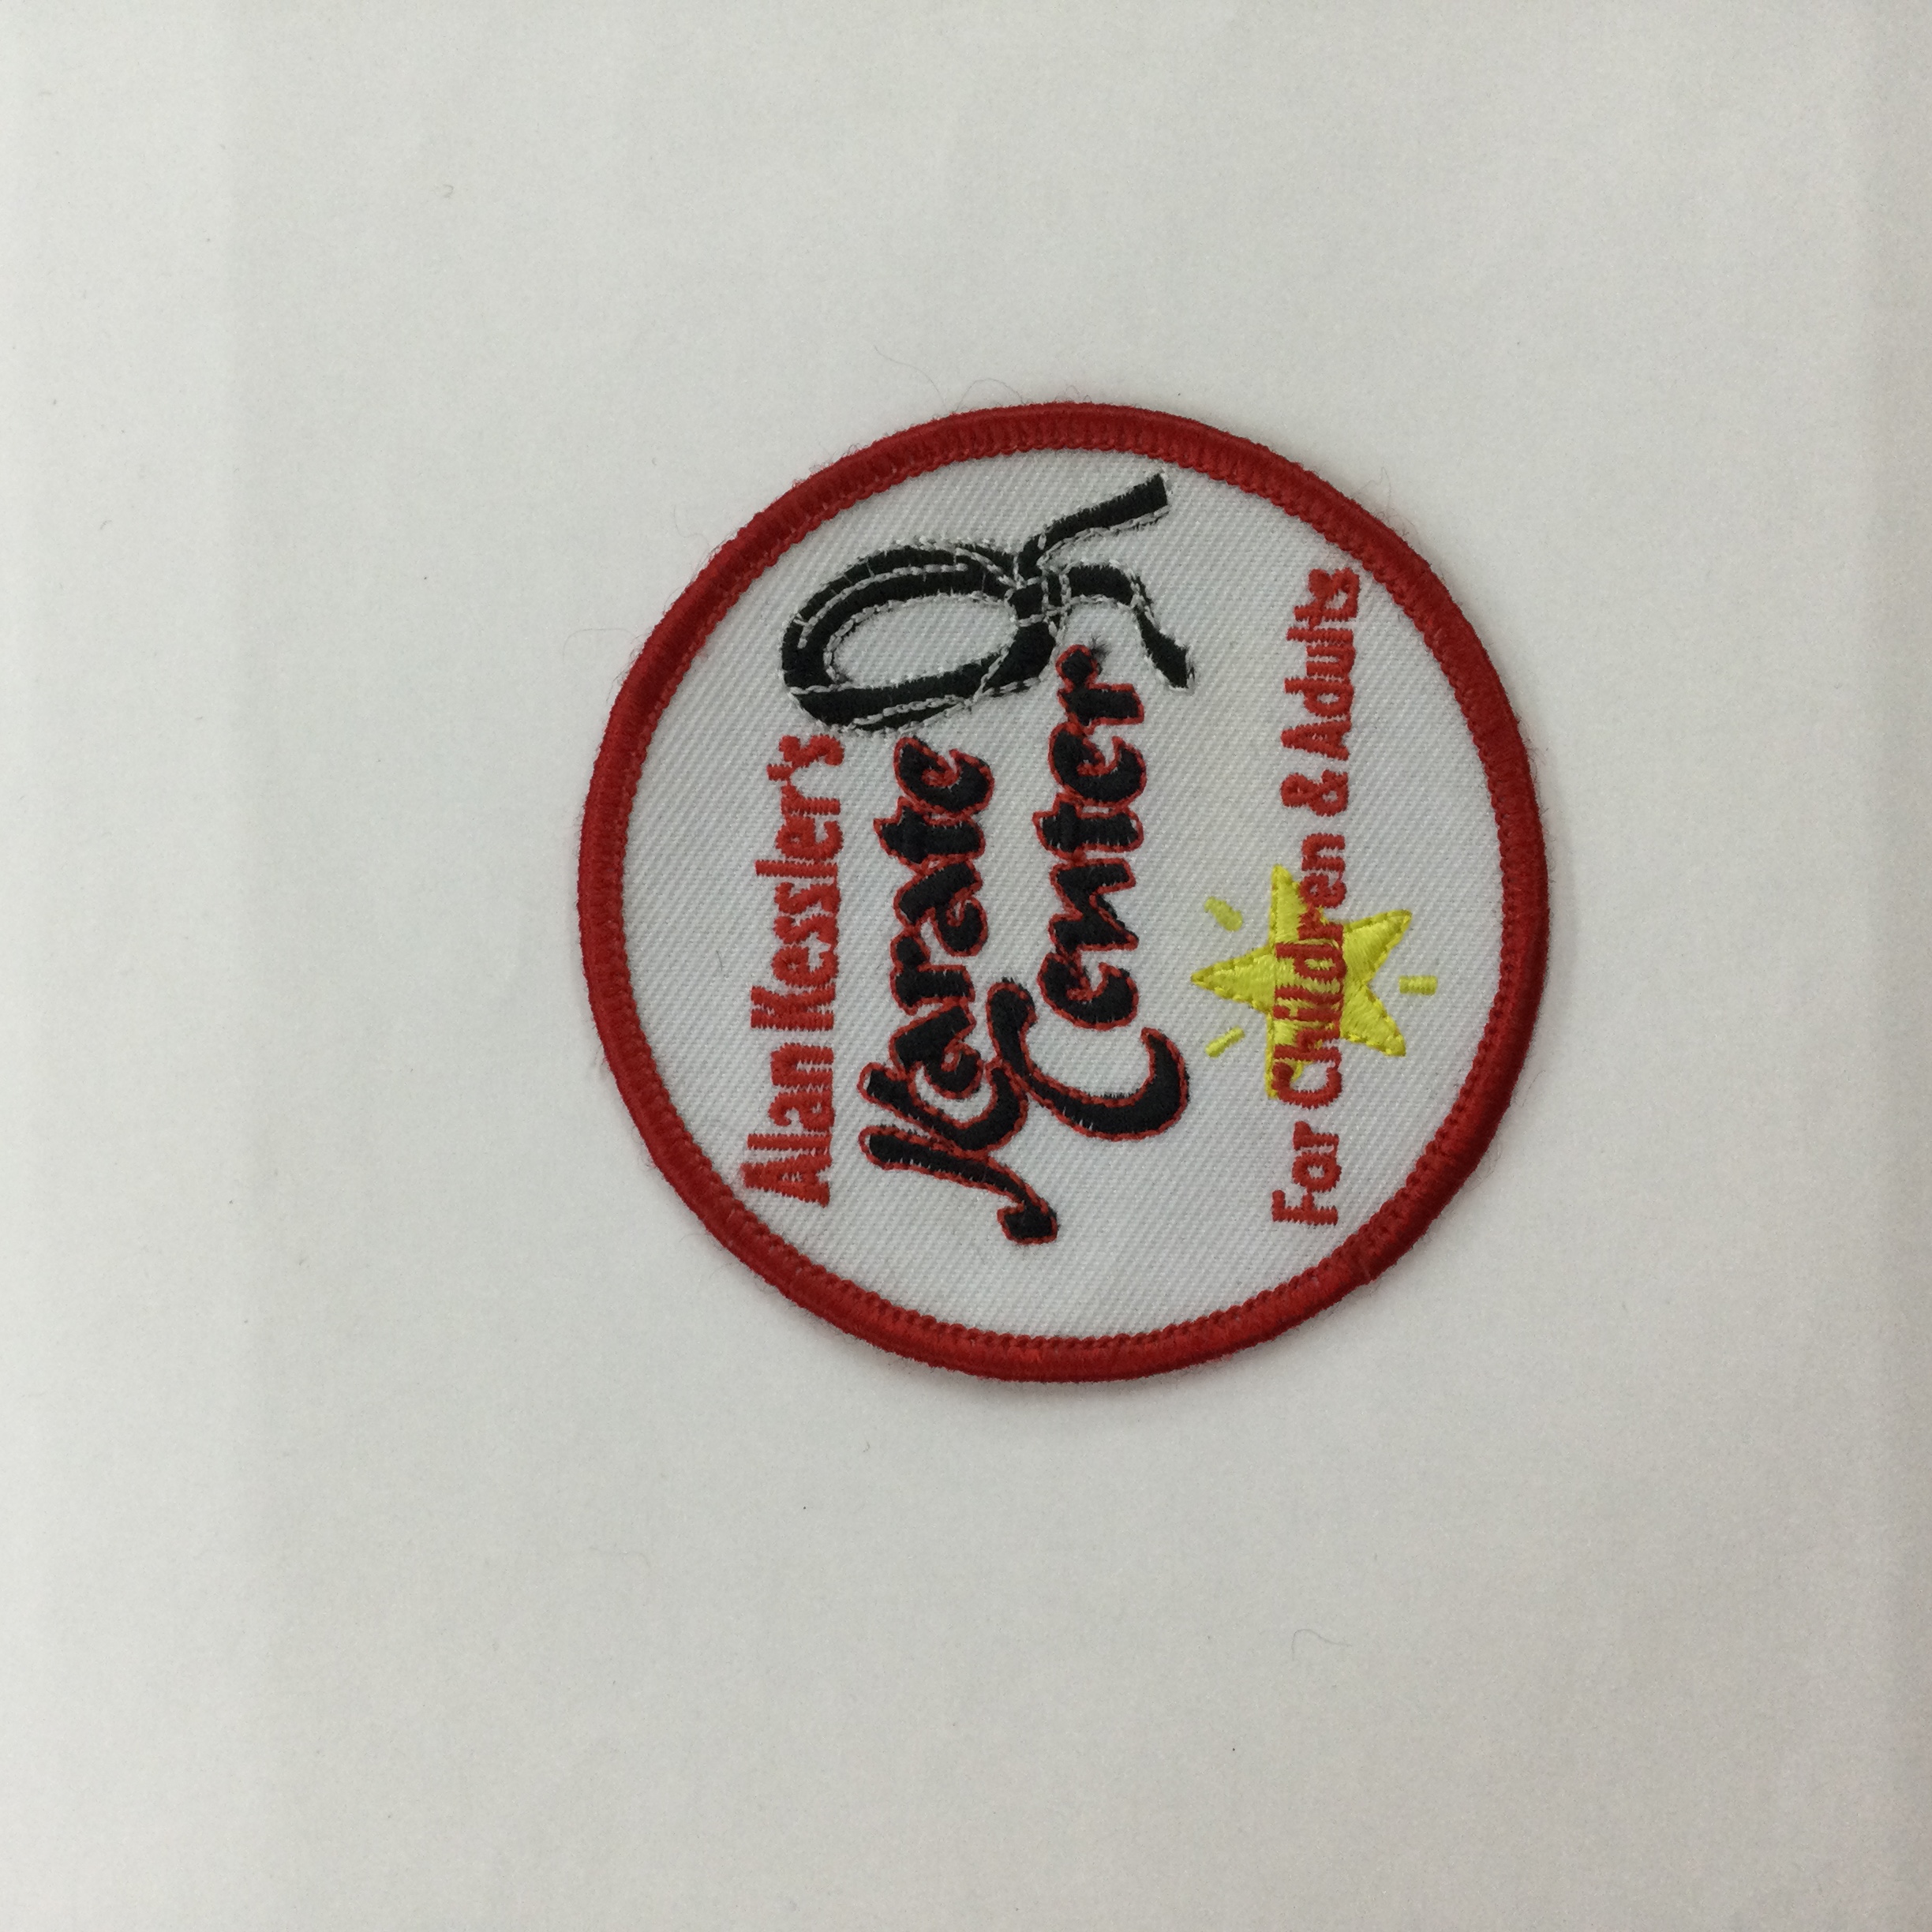 Alan Kessler's
Karate
Center
For Children & Adults